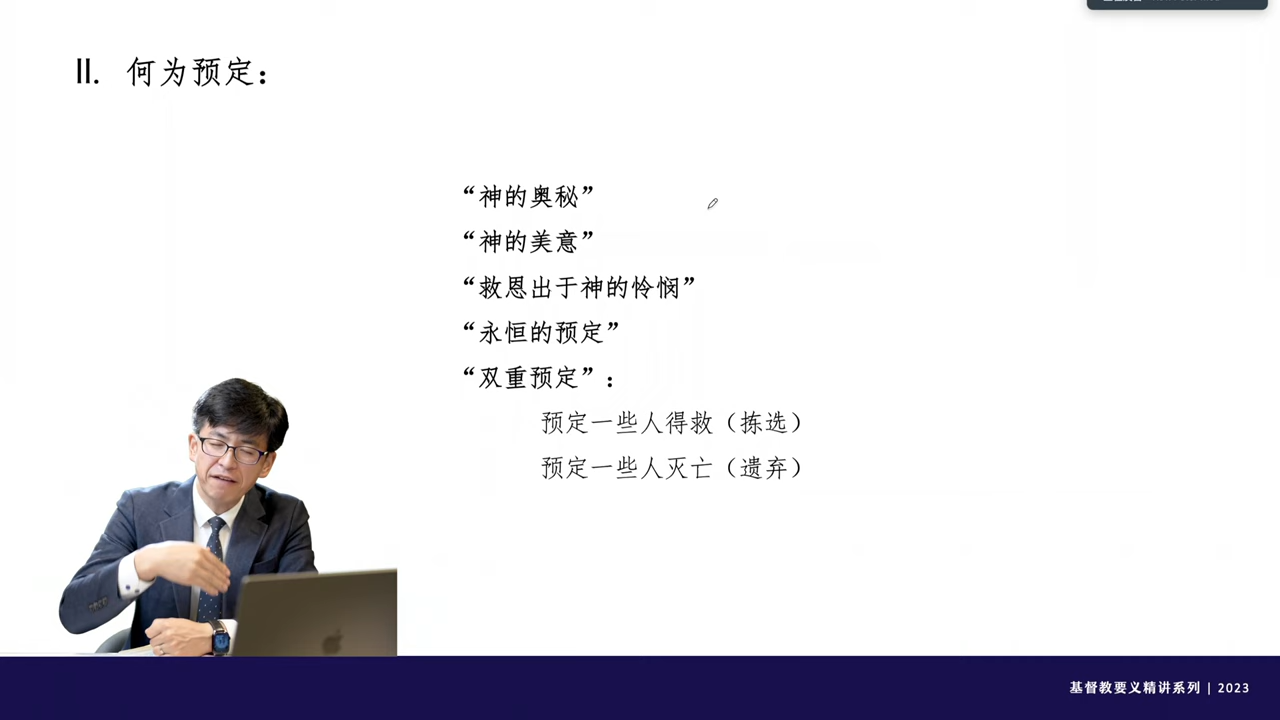 II. 何为预定：
“神的奥秘”
“神的美意”
“救恩出于神的怜悯”
“永恒的预定”
“双重预定”：
预定一些人得救（拣选）
预定一些人灭亡（遗弃）
基督教要义精讲系列 | 2023